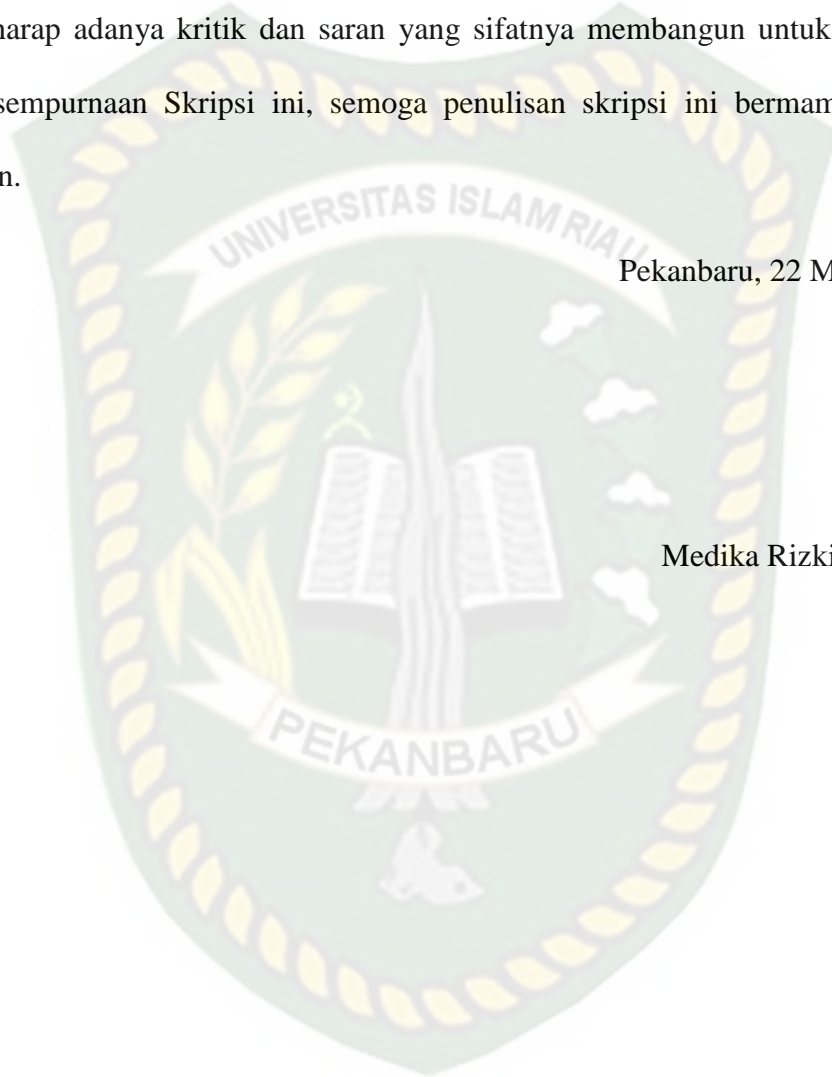 harap adanya kritik dan saran yang sifatnya membangun untuk
sempurnaan Skripsi ini, semoga penulisan skripsi ini bermam
n.
UNIVERSITAS ISLAM RIAU
Pekanbaru, 22 M
Medika Rizki
PEKANBARU